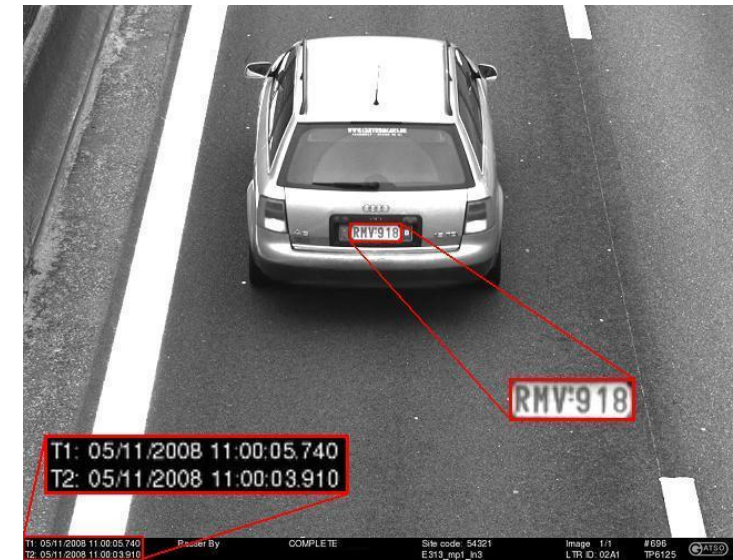 RMV-918
RMV-918
T1: 05/11/2008 11:00:05.740
T2: 05/11/2008 11:00:03.910
T1: 05/11/2008 11:00:05.740 Passer By COMPLETE Site code: 54321 Image 1/1 #696
T2: 05/11/2008 11:00:03.910 E313_mp1_ln3 LTR ID: 02A1 TP6125
GATSO